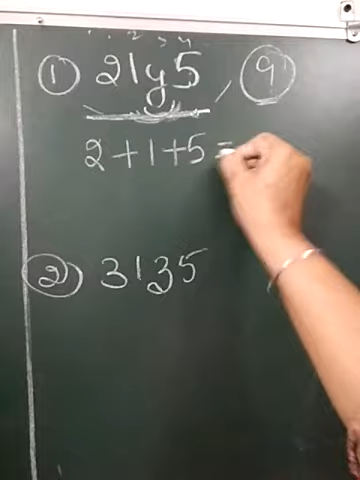 ① 21y5, ⑨
2+1+5=
② 3135